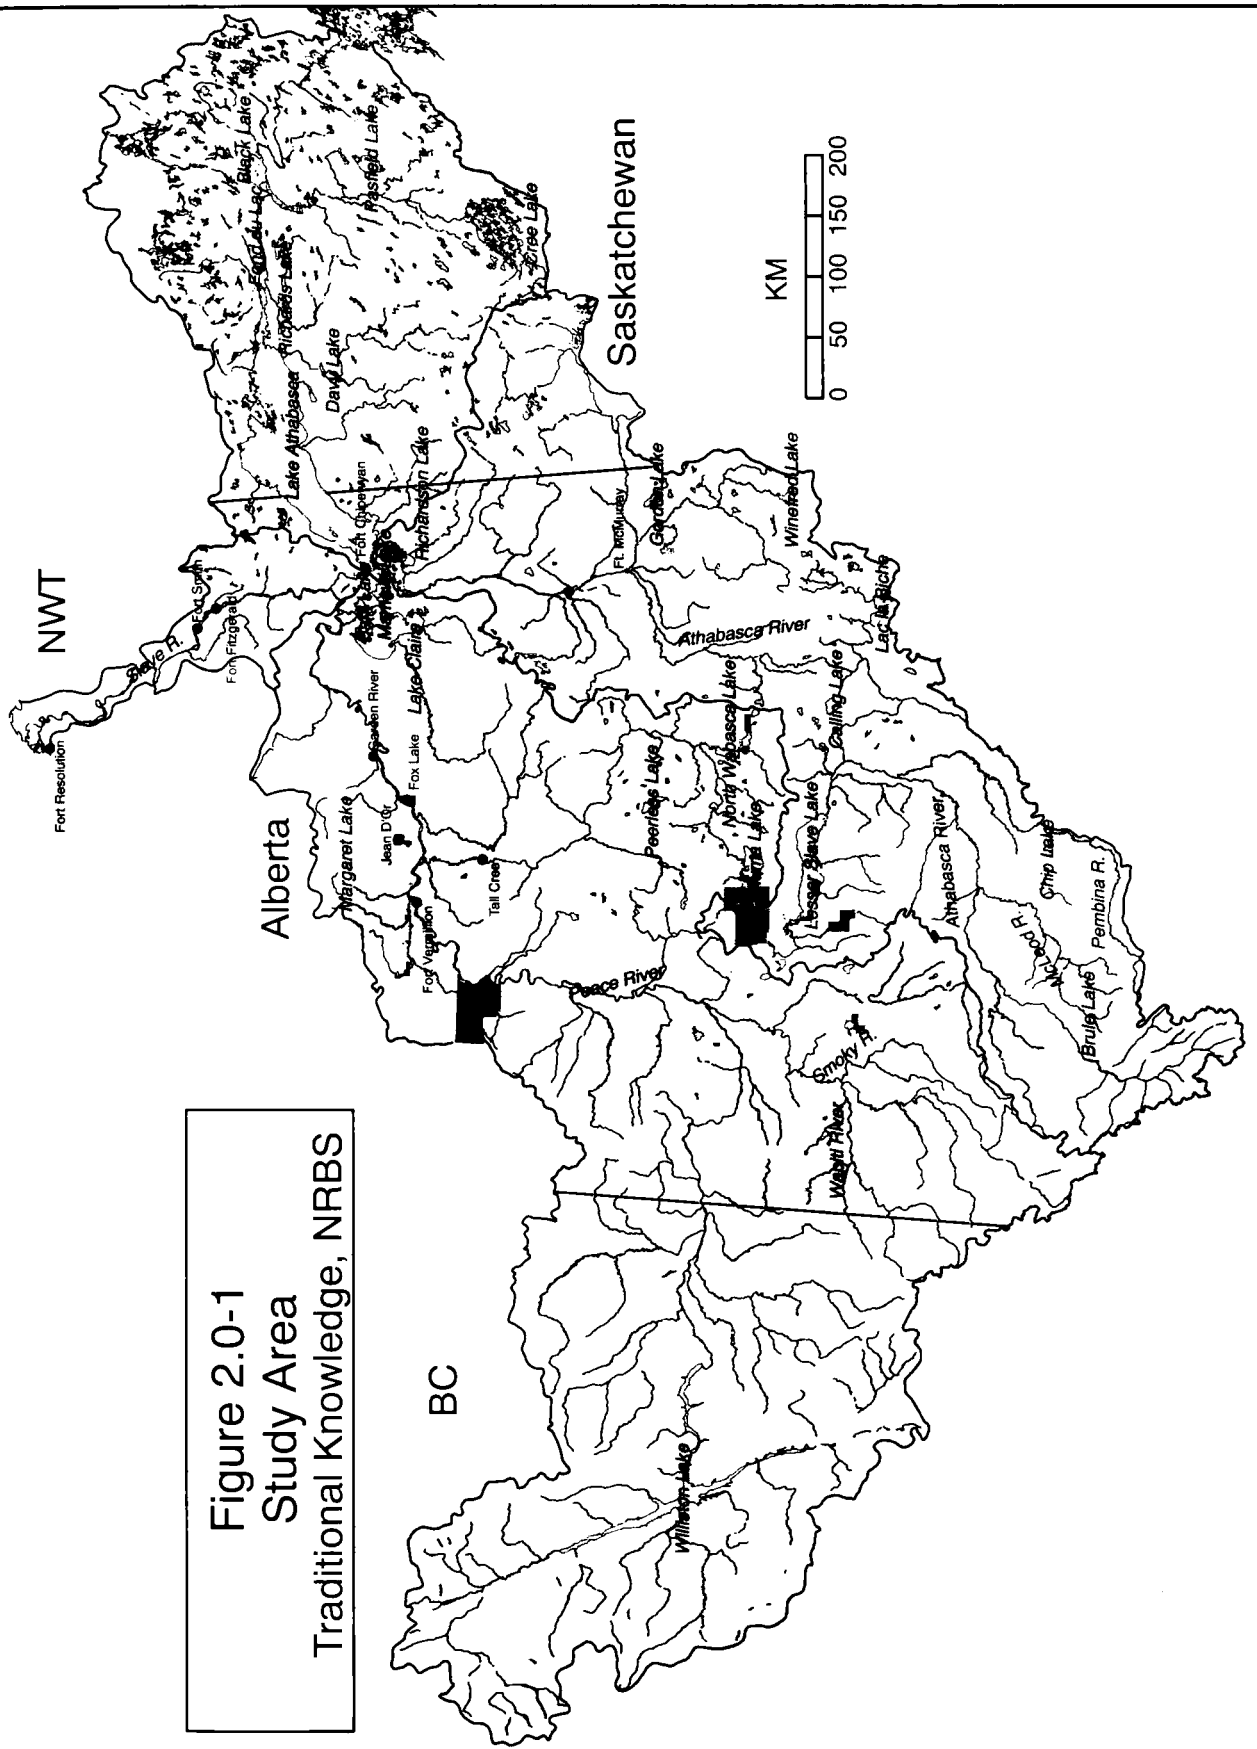 Figure 2.0-1
Study Area
Traditional Knowledge, NRBS
NWT
Alberta
BC
Saskatchewan
KM
0 50 100 150 200
Fort Resolution
Slave R.
Fort Smith
Fort Fitzgerald
Lake Athabasca
Fond du Lac
Black Lake
Richards Lake
Davy Lake
Pasfield Lake
Cree Lake
Fort Chipewyan
Richardson Lake
Lake Claire
Garden River
Fox Lake
Jean D'Or
Margaret Lake
Fort Vermilion
Tall Cree
Ft. McMurray
Gordon Lake
Winefred Lake
Lac la Biche
Athabasca River
Calling Lake
North Wabasca Lake
Peerless Lake
Lesser Slave Lake
Peace River
Athabasca River
Chip Lake
Pembina R.
McLeod R.
Brule Lake
Smoky R.
Wapiti River
Williston Lake